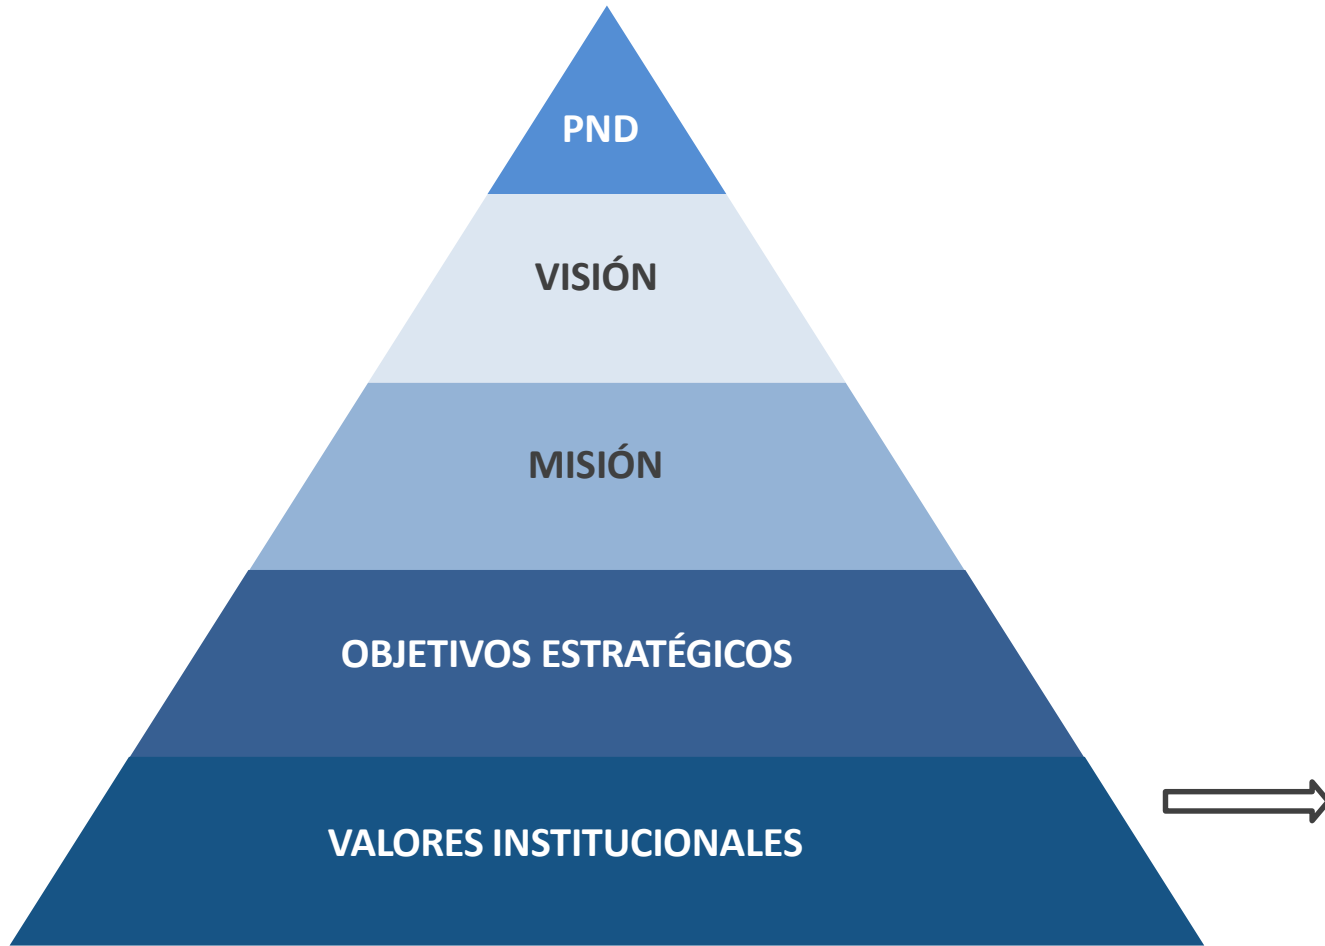 PND
VISIÓN
MISIÓN
OBJETIVOS ESTRATÉGICOS
VALORES INSTITUCIONALES